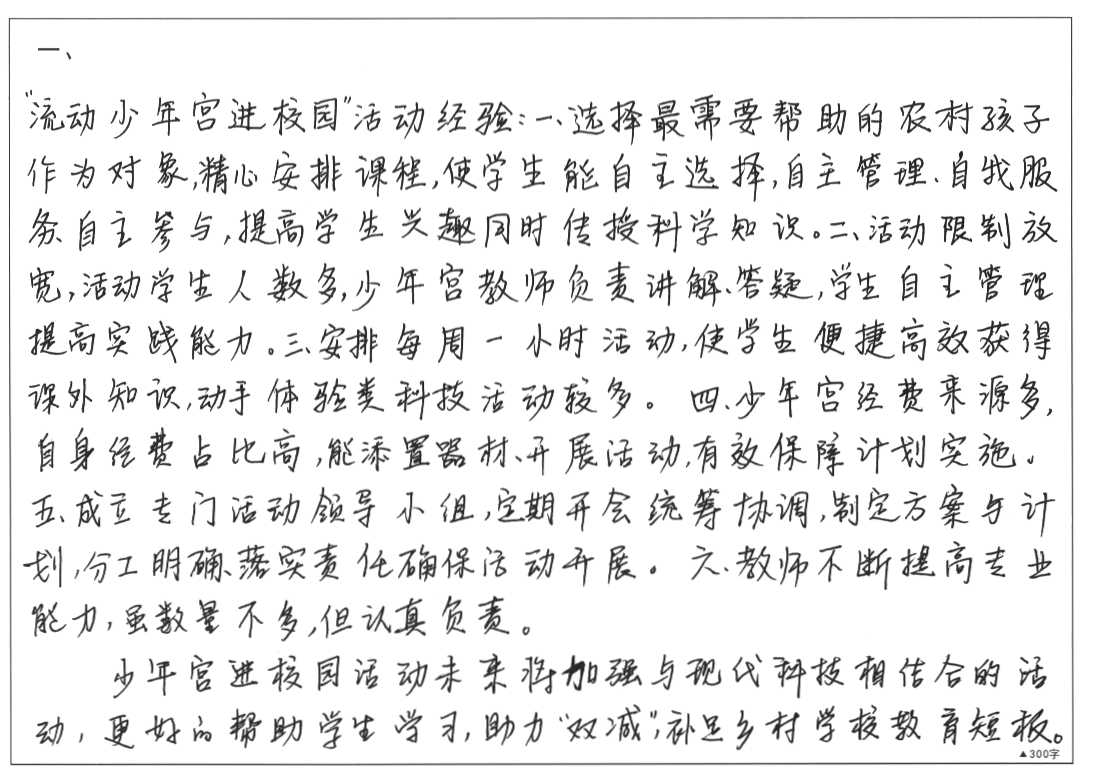 一、
“流动少年宫进校园”活动经验：一、选择最需要帮助的农村孩子
作为对象，精心安排课程，使学生能自主选择，自主管理、自我服
务、自主参与，提高学生兴趣同时传授科学知识。二、活动限制放
宽，活动学生人数多，少年宫教师负责讲解、答疑，学生自主管理
提高实践能力。三、安排每周一小时活动，使学生便捷高效获得
课外知识，动手体验类科技活动较多。四、少年宫经费来源多，
自身经费占比高，能添置器材、开展活动，有效保障计划实施。
五、成立专门活动领导小组，定期开会统筹协调，制定方案与计
划，分工明确、落实责任确保活动开展。六、教师不断提高专业
能力，虽数量不多，但认真负责。
少年宫进校园活动未来将加强与现代科技相结合的活
动，更好的帮助学生学习，助力“双减”，补足乡村学校教育短板。
▲300字